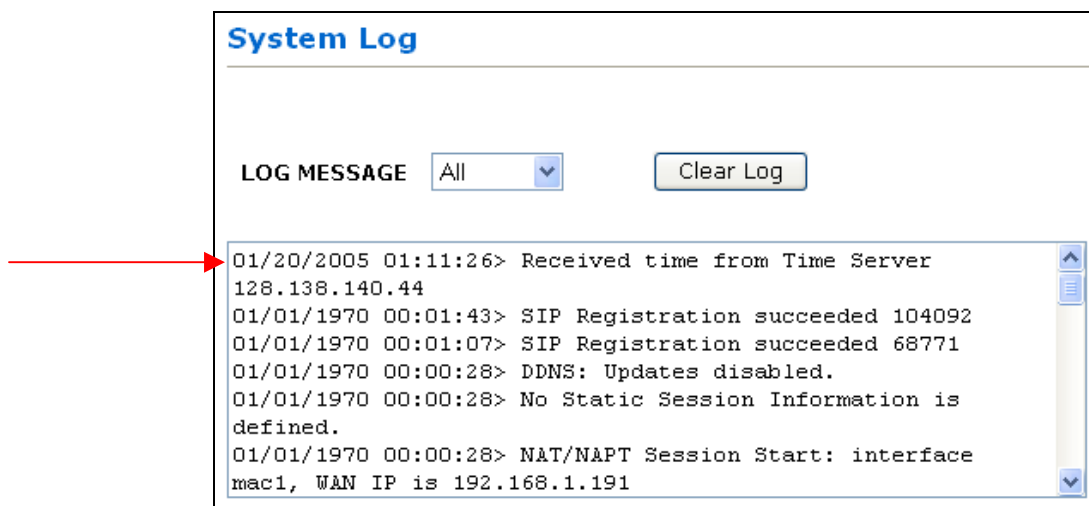 System Log
LOG MESSAGE All Clear Log
01/20/2005 01:11:26> Received time from Time Server
128.138.140.44
01/01/1970 00:01:43> SIP Registration succeeded 104092
01/01/1970 00:01:07> SIP Registration succeeded 68771
01/01/1970 00:00:28> DDNS: Updates disabled.
01/01/1970 00:00:28> No Static Session Information is
defined.
01/01/1970 00:00:28> NAT/NAPT Session Start: interface
mac1, WAN IP is 192.168.1.191